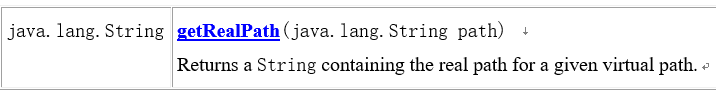 java.lang.String getRealPath(java.lang.String path) ↓
Returns a String containing the real path for a given virtual path. ↵